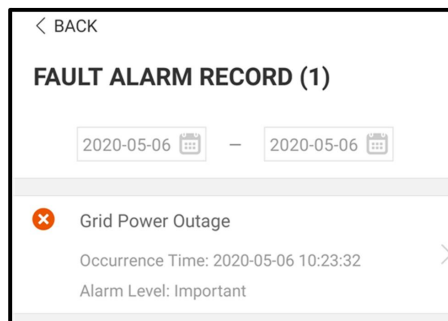 BACK
FAULT ALARM RECORD (1)
2020-05-06 – 2020-05-06
Grid Power Outage
Occurrence Time: 2020-05-06 10:23:32
Alarm Level: Important